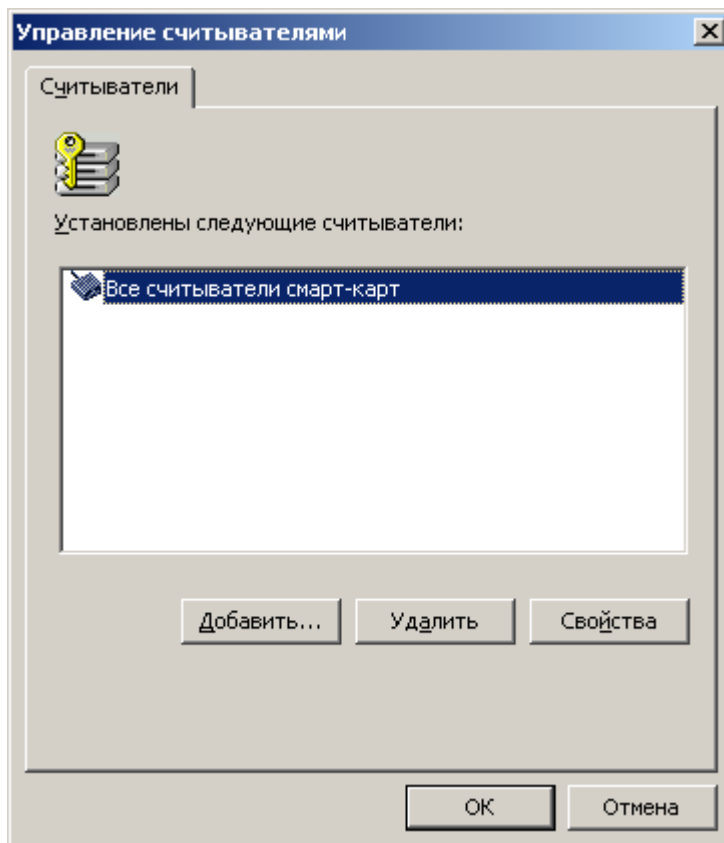 Управление считывателями
Считыватели
Установлены следующие считыватели:
Все считыватели смарт-карт
Добавить... Удалить Свойства
ОК Отмена